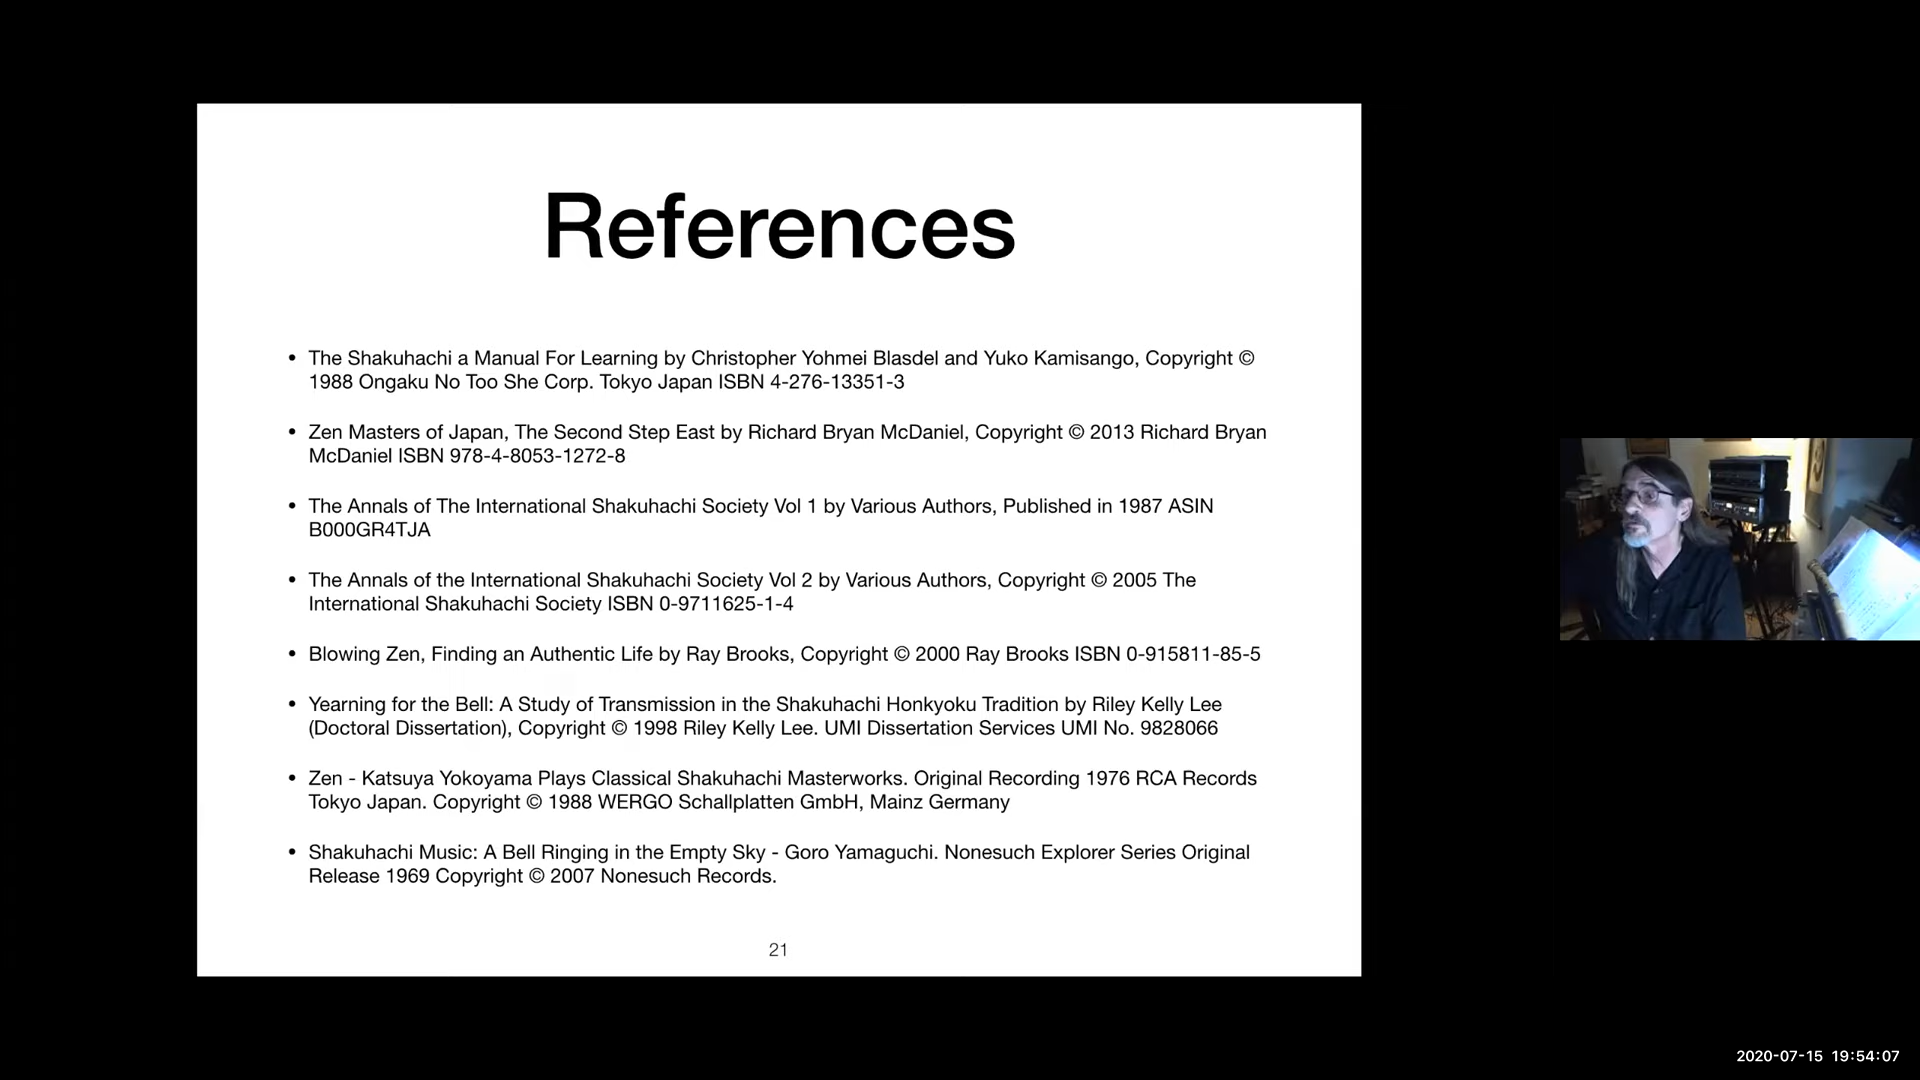 References
• The Shakuhachi a Manual For Learning by Christopher Yohmei Blasdel and Yuko Kamisango, Copyright ©
1988 Ongaku No Too She Corp. Tokyo Japan ISBN 4-276-13351-3
• Zen Masters of Japan, The Second Step East by Richard Bryan McDaniel, Copyright © 2013 Richard Bryan
McDaniel ISBN 978-4-8053-1272-8
• The Annals of The International Shakuhachi Society Vol 1 by Various Authors, Published in 1987 ASIN
B000GR4TJA
• The Annals of the International Shakuhachi Society Vol 2 by Various Authors, Copyright © 2005 The
International Shakuhachi Society ISBN 0-9711625-1-4
• Blowing Zen, Finding an Authentic Life by Ray Brooks, Copyright © 2000 Ray Brooks ISBN 0-915811-85-5
• Yearning for the Bell: A Study of Transmission in the Shakuhachi Honkyoku Tradition by Riley Kelly Lee
(Doctoral Dissertation), Copyright © 1998 Riley Kelly Lee. UMI Dissertation Services UMI No. 9828066
• Zen - Katsuya Yokoyama Plays Classical Shakuhachi Masterworks. Original Recording 1976 RCA Records
Tokyo Japan. Copyright © 1988 WERGO Schallplatten GmbH, Mainz Germany
• Shakuhachi Music: A Bell Ringing in the Empty Sky - Goro Yamaguchi. Nonesuch Explorer Series Original
Release 1969 Copyright © 2007 Nonesuch Records.
21
2020-07-15 19:54:07